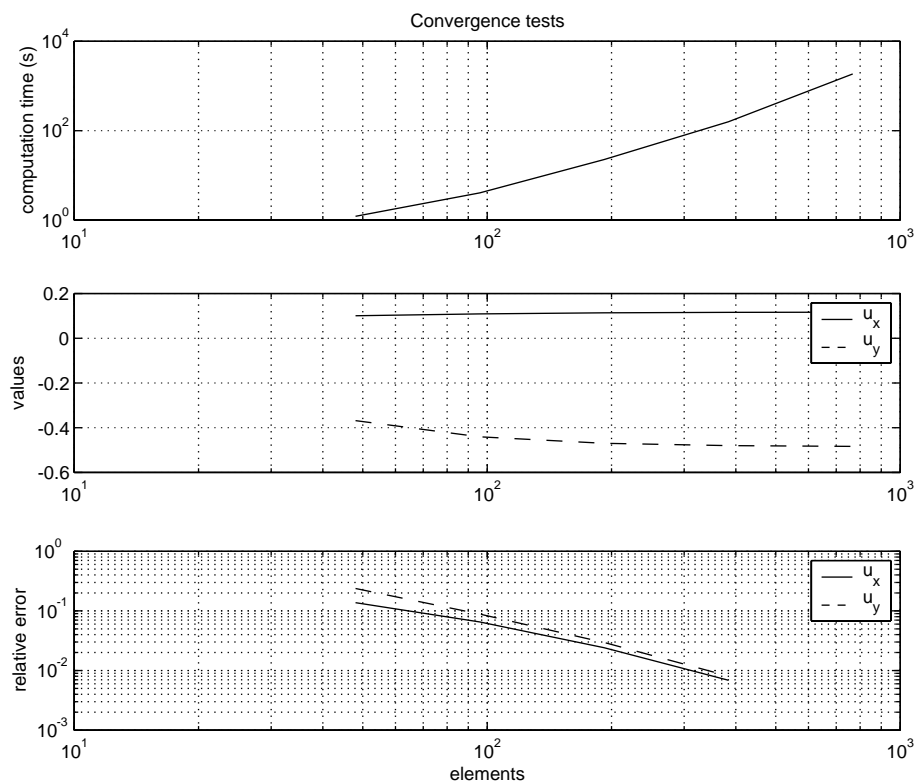 Convergence tests
computation time (s)
10^4
10^2
10^0
10^1
10^2
10^3
values
0.2
0
-0.2
-0.4
-0.6
u_x
u_y
10^1
10^2
10^3
relative error
10^0
10^-1
10^-2
10^-3
u_x
u_y
10^1
10^2
10^3
elements